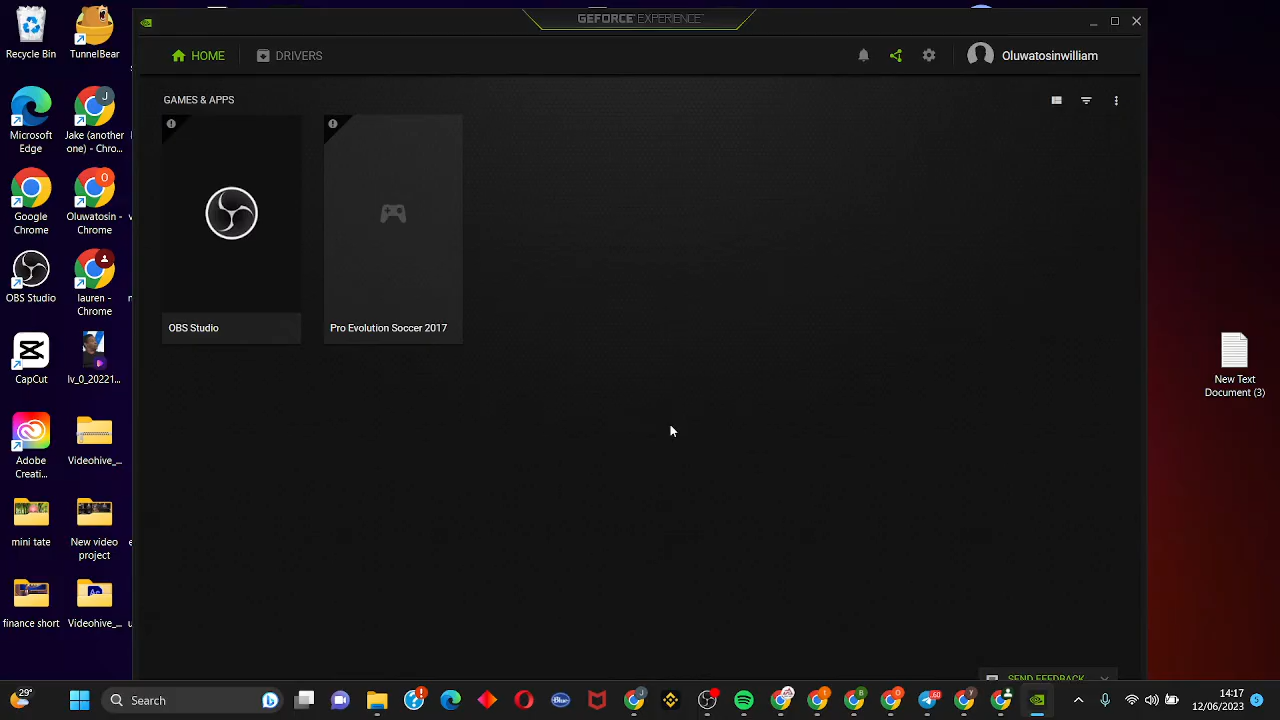 GEFORCE EXPERIENCE
HOME
DRIVERS
Oluwatosinwilliam
GAMES & APPS
OBS Studio
Pro Evolution Soccer 2017
SEND FEEDBACK
Recycle Bin
TunnelBear
Microsoft
Edge
Jake (another
one) - Chro...
Google
Chrome
Oluwatosin -
Chrome
OBS Studio
lauren -
Chrome
CapCut
lv_0_20221...
Adobe
Creati...
Videohive_...
mini tate
New video
project
finance short
Videohive_...
New Text
Document (3)
29°
Search
14:17
12/06/2023